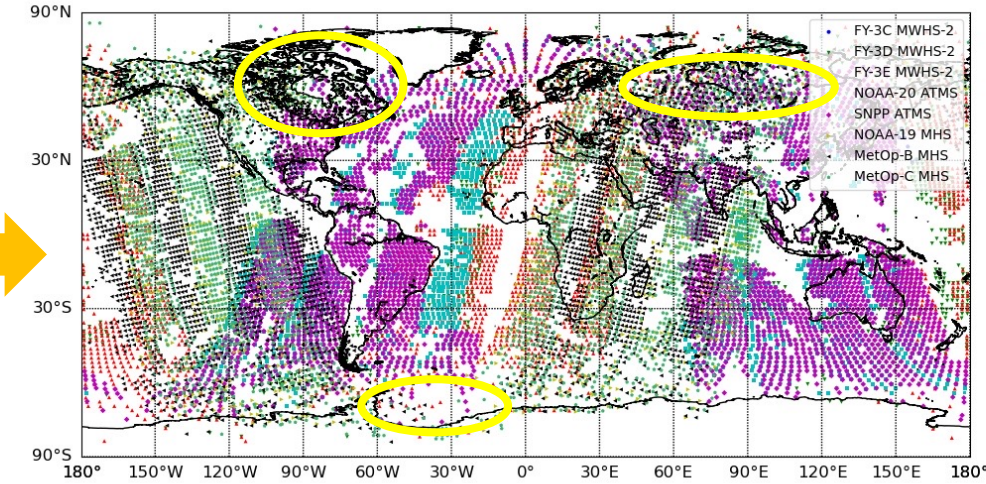 90°N
FY-3C MWHS-2
FY-3D MWHS-2
FY-3E MWHS-2
NOAA-20 ATMS
SNPP ATMS
NOAA-19 MHS
MetOp-B MHS
MetOp-C MHS
30°N
30°S
90°S
180° 150°W 120°W 90°W 60°W 30°W 0° 30°E 60°E 90°E 120°E 150°E 180°